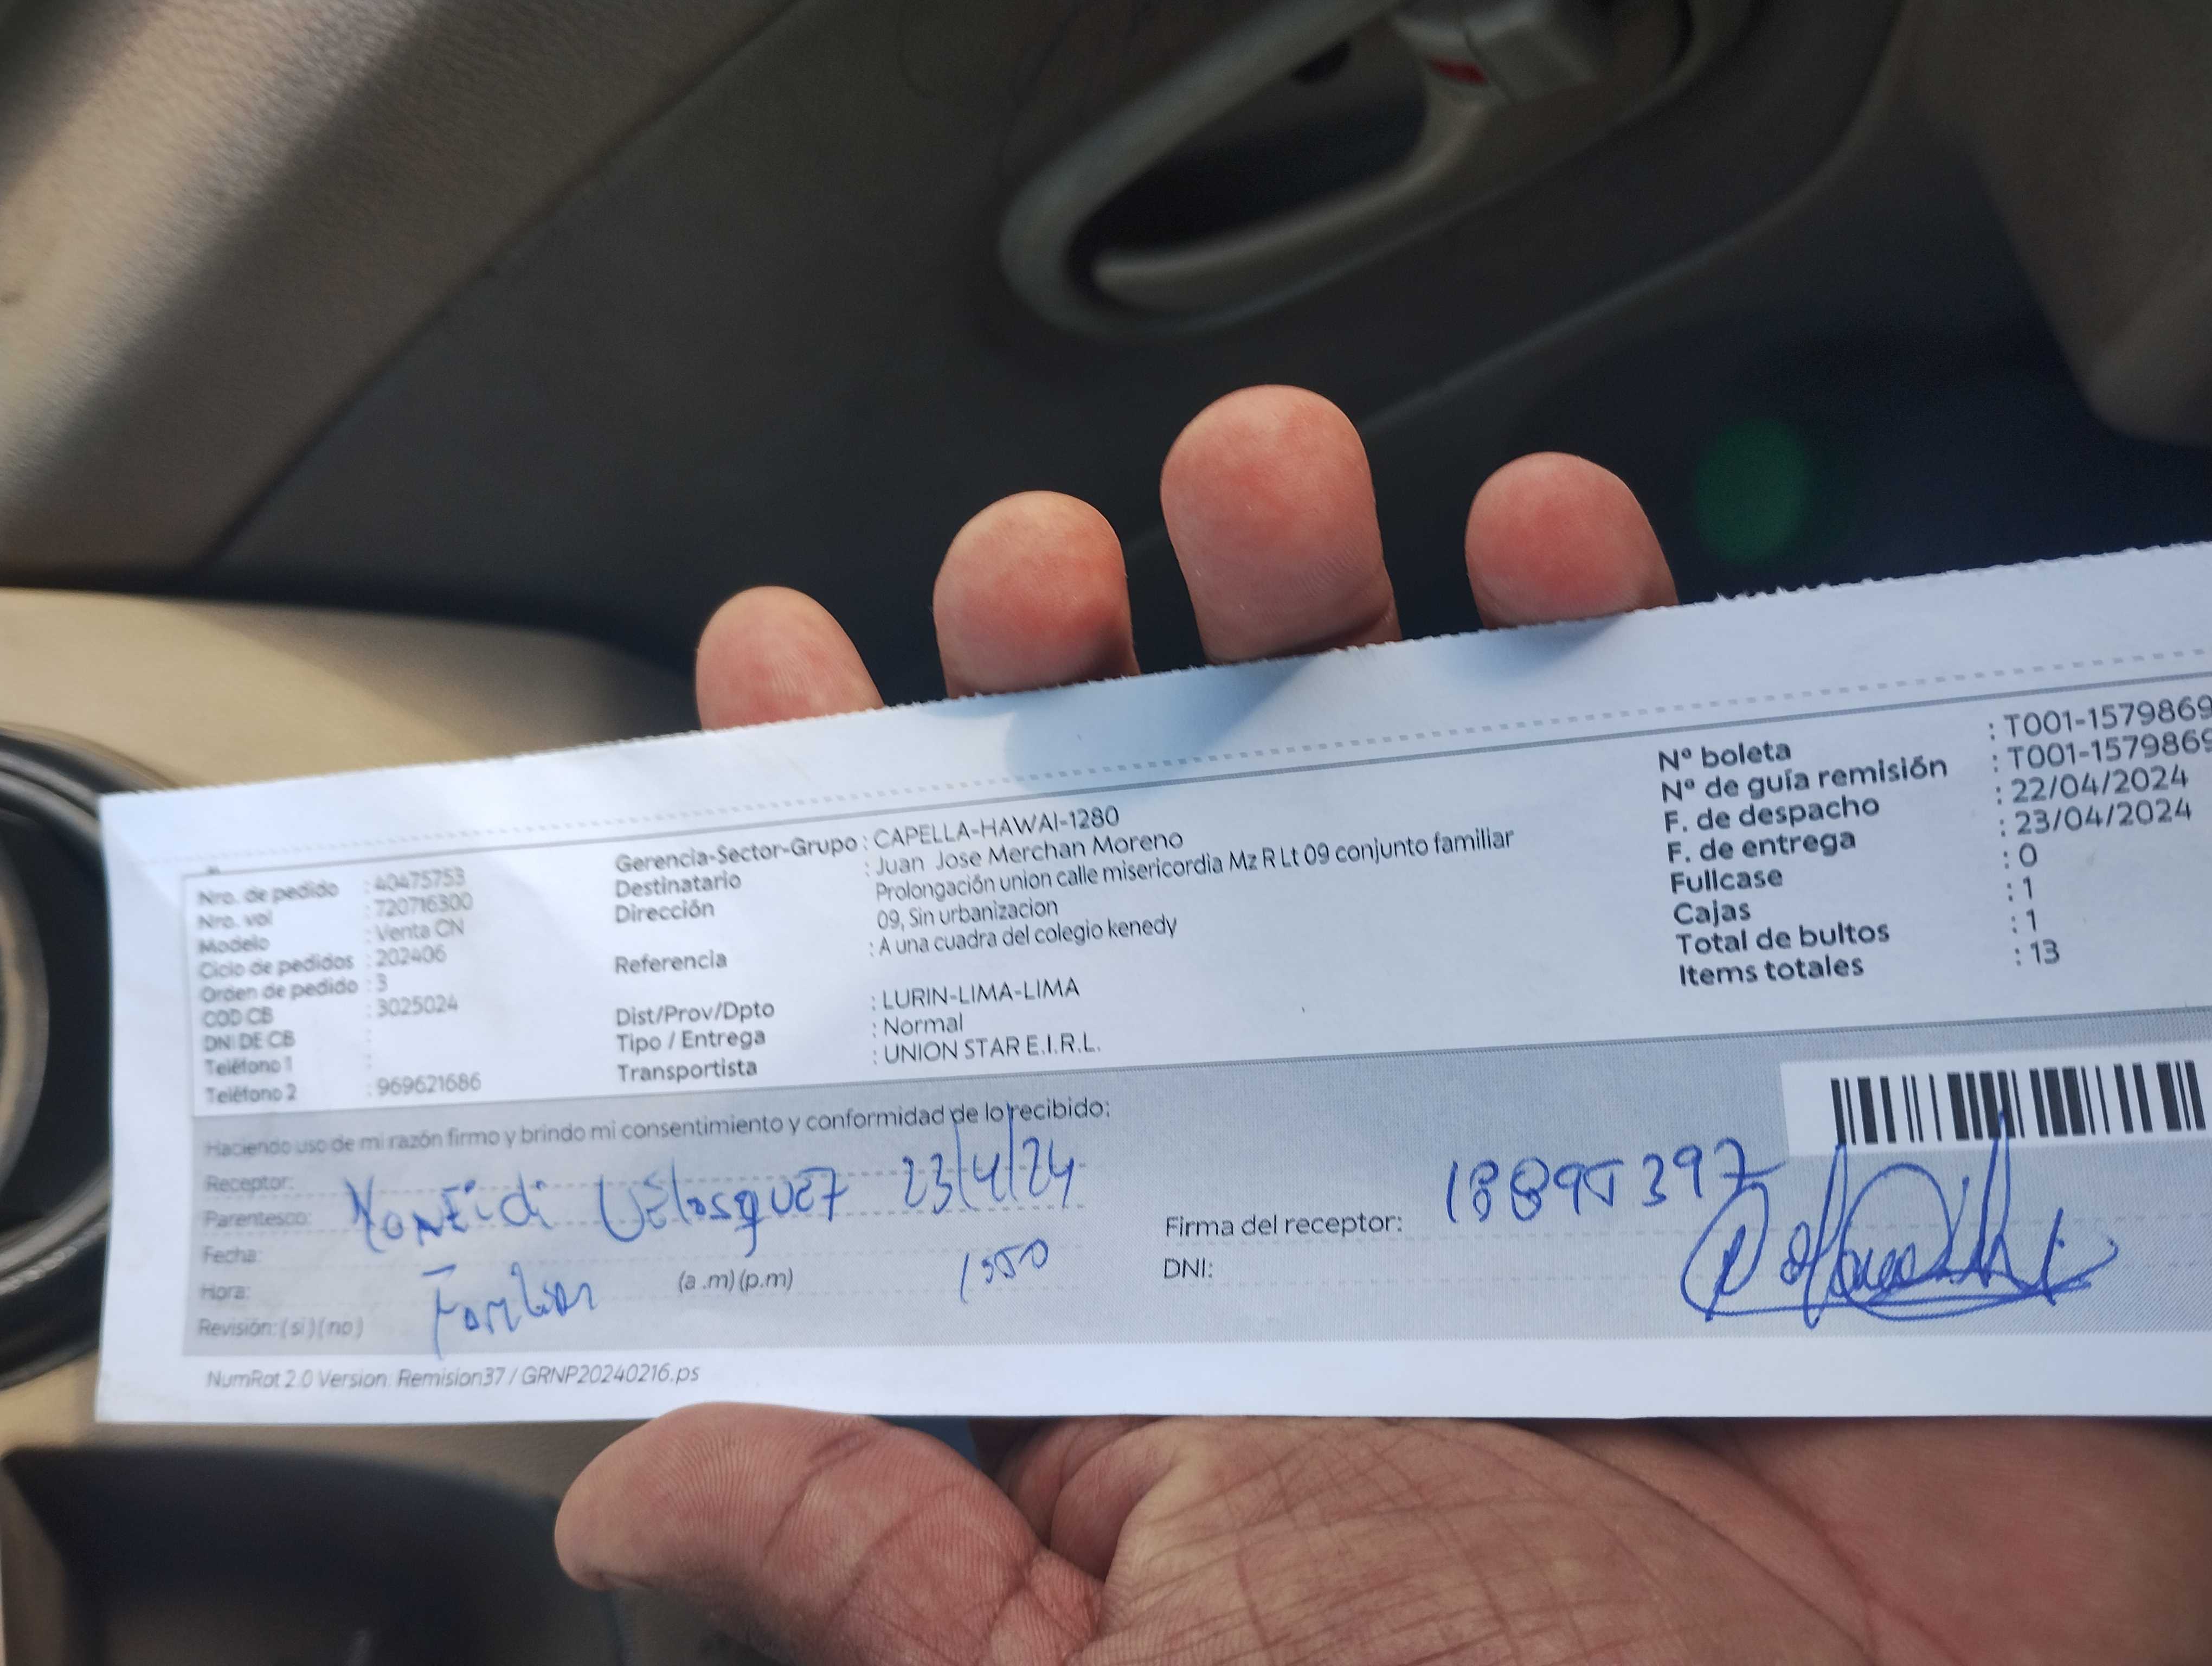 Nro. de pedido : 40475753
Nro. vol : 720716300
Modelo : Venta CN
Ciclo de pedidos : 202406
Orden de pedido : 3
COD CB : 3025024
DNI DE CB :
Teléfono 1 :
Teléfono 2 : 969621686
Gerencia-Sector-Grupo : CAPELLA-HAWAI-1280
Destinatario : Juan Jose Merchan Moreno
Dirección Prolongación union calle misericordia Mz R Lt 09 conjunto familiar
09, Sin urbanizacion
Referencia : A una cuadra del colegio kenedy
Dist/Prov/Dpto : LURIN-LIMA-LIMA
Tipo / Entrega : Normal
Transportista : UNION STAR E.I.R.L.
Nº boleta : T001-1579869
Nº de guía remisión : T001-1579869
F. de despacho : 22/04/2024
F. de entrega : 23/04/2024
Fullcase : 0
Cajas : 1
Total de bultos : 1
Items totales : 13
Haciendo uso de mi razón firmo y brindo mi consentimiento y conformidad de lo recibido:
Receptor: Velasquez 23/4/24
Parentesco:
Fecha:
Hora: (a .m) (p.m) 1550
Revisión: ( si ) ( no )
Firma del receptor: 18895397
DNI:
NumRot 2.0 Version: Remision37 / GRNP20240216.ps